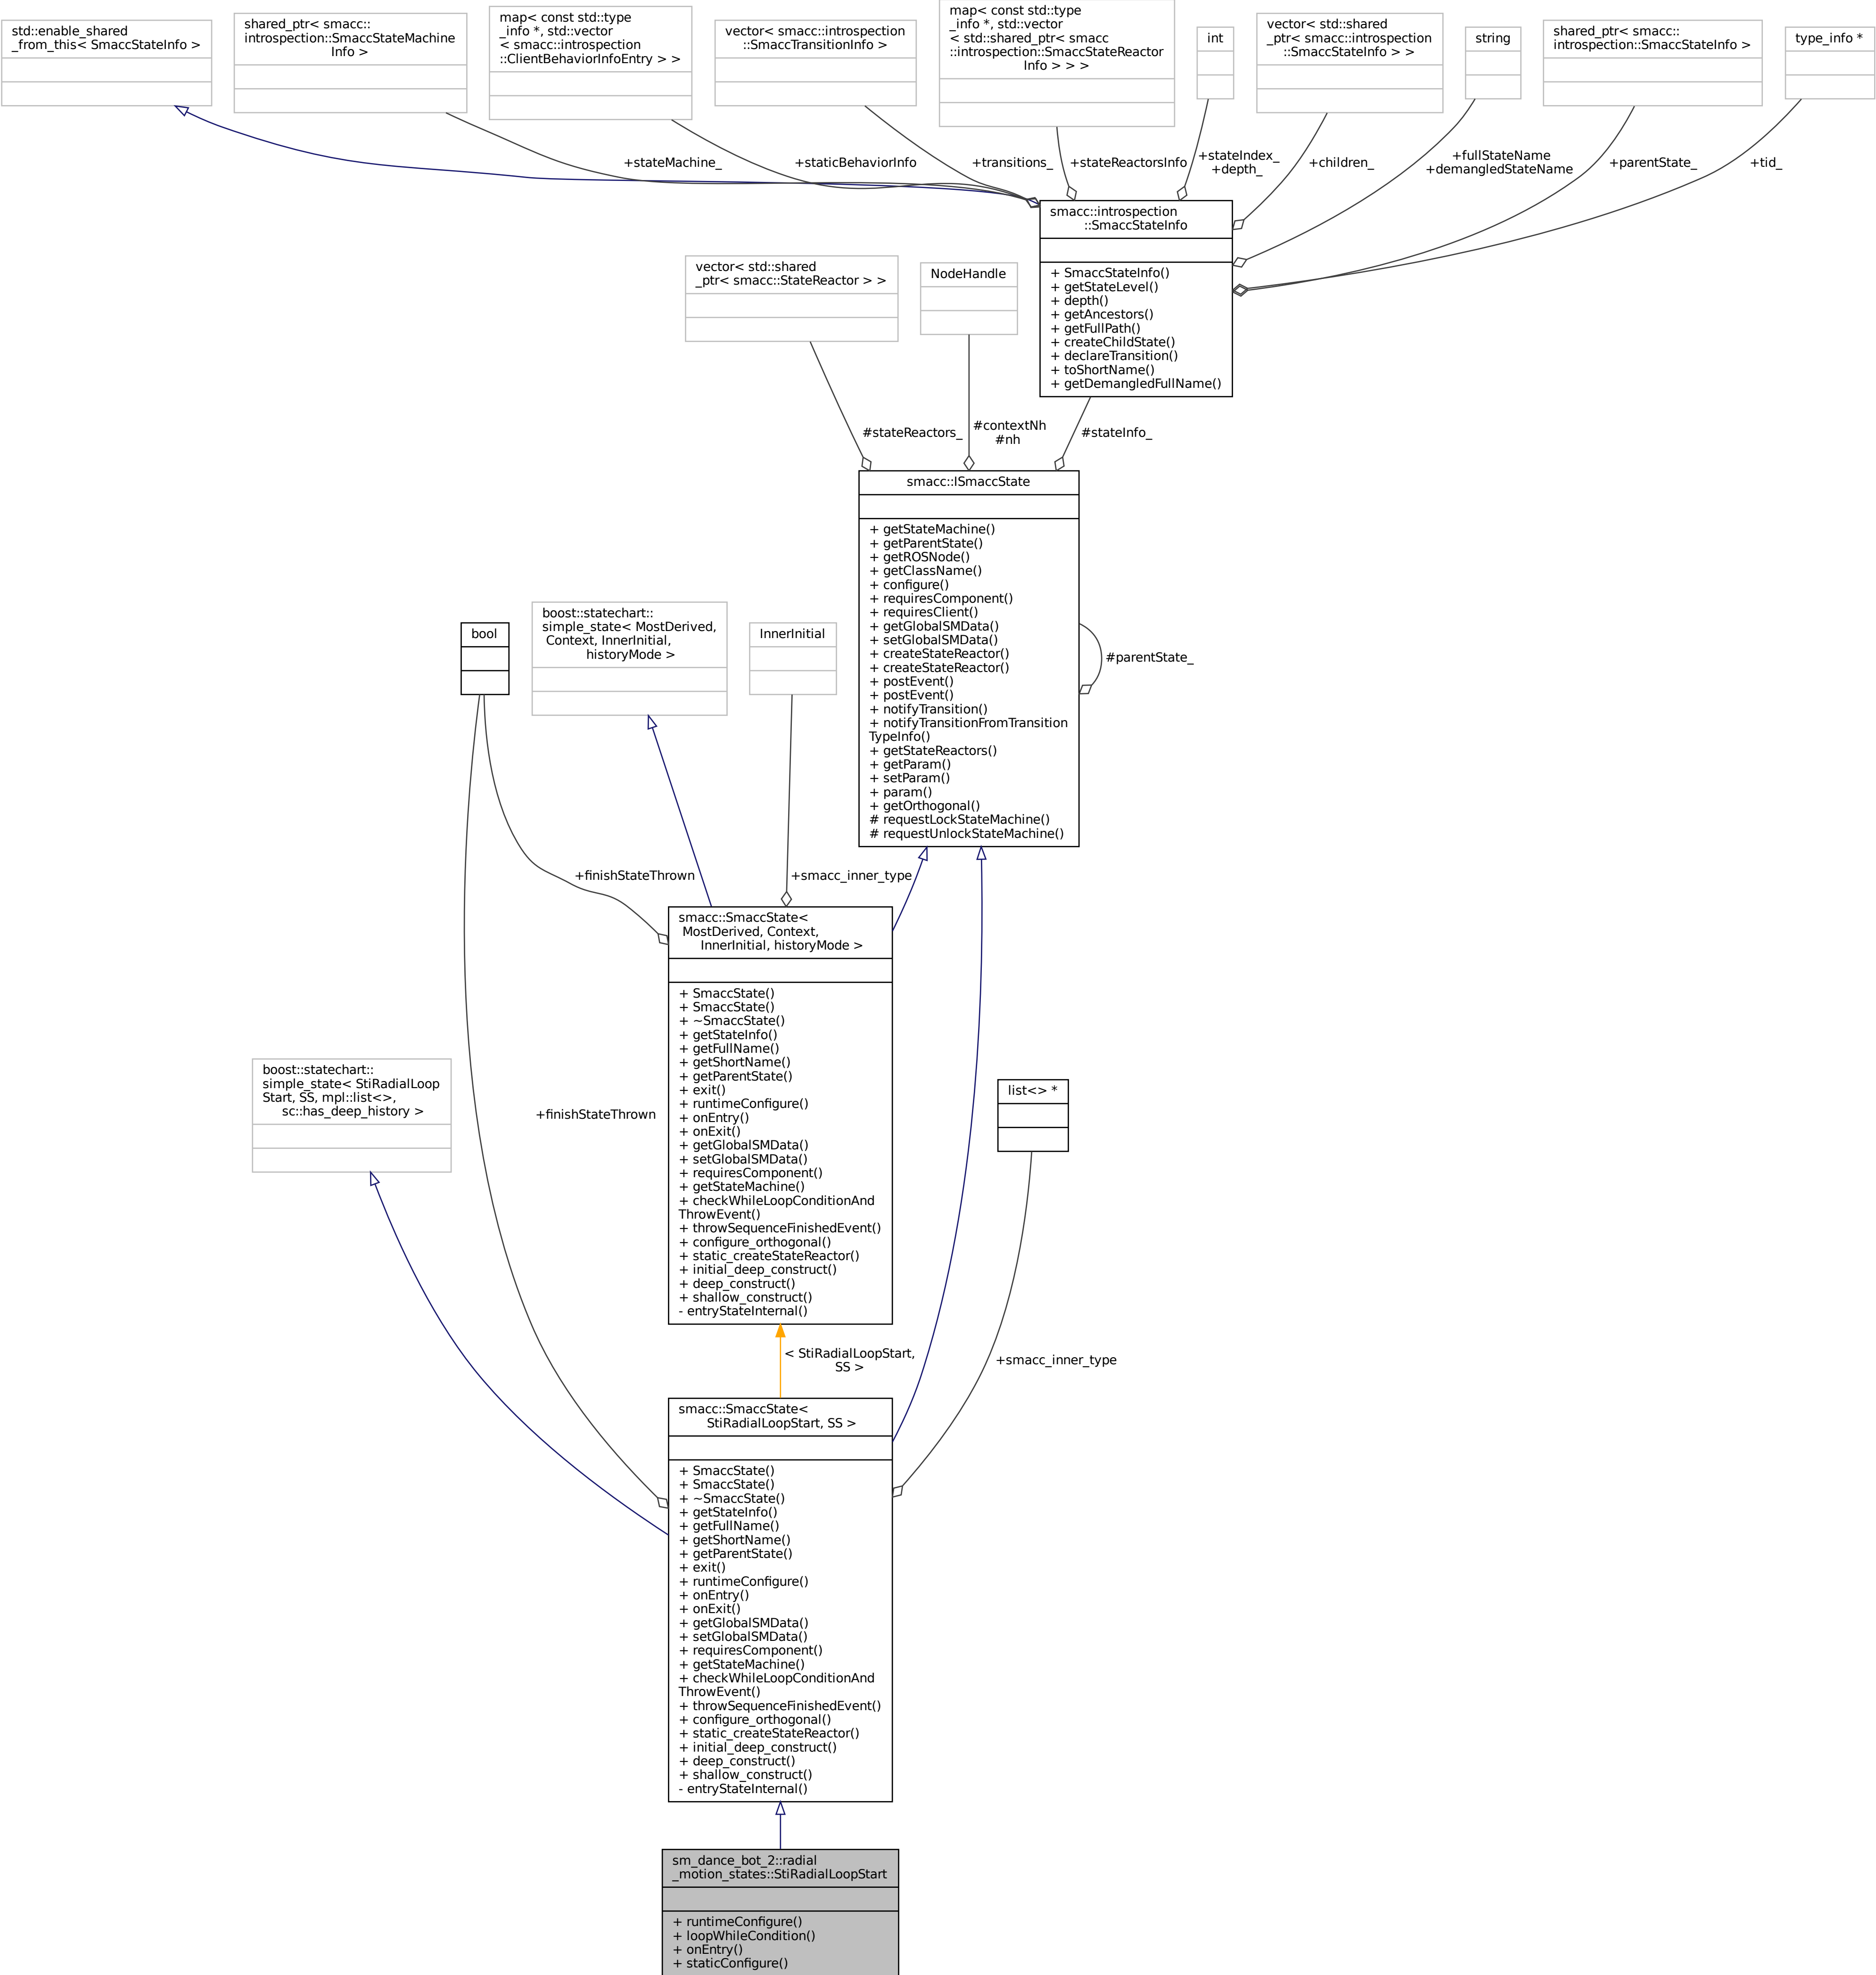 std::enable_shared
_from_this< SmaccStateInfo >
shared_ptr< smacc::
introspection::SmaccStateMachine
Info >
map< const std::type
_info *, std::vector
< smacc::introspection
::ClientBehaviorInfoEntry > >
vector< smacc::introspection
::SmaccTransitionInfo >
map< const std::type
_info *, std::vector
< std::shared_ptr< smacc
::introspection::SmaccStateReactor
Info > > >
int
vector< std::shared
_ptr< smacc::introspection
::SmaccStateInfo > >
string
shared_ptr< smacc::
introspection::SmaccStateInfo >
type_info *
+stateMachine_
+staticBehaviorInfo
+transitions_
+stateReactorsInfo
+stateIndex_
+depth_
+children_
+fullStateName
+demangledStateName
+parentState_
+tid_
smacc::introspection
::SmaccStateInfo
+ SmaccStateInfo()
+ getStateLevel()
+ depth()
+ getAncestors()
+ getFullPath()
+ createChildState()
+ declareTransition()
+ toShortName()
+ getDemangledFullName()
vector< std::shared
_ptr< smacc::StateReactor > >
NodeHandle
#stateReactors_
#contextNh
#nh
#stateInfo_
smacc::ISmaccState
+ getStateMachine()
+ getParentState()
+ getROSNode()
+ getClassName()
+ configure()
+ requiresComponent()
+ requiresClient()
+ getGlobalSMData()
+ setGlobalSMData()
+ createStateReactor()
+ createStateReactor()
+ postEvent()
+ postEvent()
+ notifyTransition()
+ notifyTransitionFromTransition
TypeInfo()
+ getStateReactors()
+ getParam()
+ setParam()
+ param()
+ getOrthogonal()
# requestLockStateMachine()
# requestUnlockStateMachine()
#parentState_
bool
boost::statechart::
simple_state< MostDerived,
Context, InnerInitial,
historyMode >
InnerInitial
+finishStateThrown
+smacc_inner_type
smacc::SmaccState<
MostDerived, Context,
InnerInitial, historyMode >
+ SmaccState()
+ SmaccState()
+ ~SmaccState()
+ getStateInfo()
+ getFullName()
+ getShortName()
+ getParentState()
+ exit()
+ runtimeConfigure()
+ onEntry()
+ onExit()
+ getGlobalSMData()
+ setGlobalSMData()
+ requiresComponent()
+ getStateMachine()
+ checkWhileLoopConditionAnd
ThrowEvent()
+ throwSequenceFinishedEvent()
+ configure_orthogonal()
+ static_createStateReactor()
+ initial_deep_construct()
+ deep_construct()
+ shallow_construct()
- entryStateInternal()
boost::statechart::
simple_state< StiRadialLoop
Start, SS, mpl::list<>,
sc::has_deep_history >
+finishStateThrown
list<> *
< StiRadialLoopStart,
SS >
+smacc_inner_type
smacc::SmaccState<
StiRadialLoopStart, SS >
+ SmaccState()
+ SmaccState()
+ ~SmaccState()
+ getStateInfo()
+ getFullName()
+ getShortName()
+ getParentState()
+ exit()
+ runtimeConfigure()
+ onEntry()
+ onExit()
+ getGlobalSMData()
+ setGlobalSMData()
+ requiresComponent()
+ getStateMachine()
+ checkWhileLoopConditionAnd
ThrowEvent()
+ throwSequenceFinishedEvent()
+ configure_orthogonal()
+ static_createStateReactor()
+ initial_deep_construct()
+ deep_construct()
+ shallow_construct()
- entryStateInternal()
sm_dance_bot_2::radial
_motion_states::StiRadialLoopStart
+ runtimeConfigure()
+ loopWhileCondition()
+ onEntry()
+ staticConfigure()